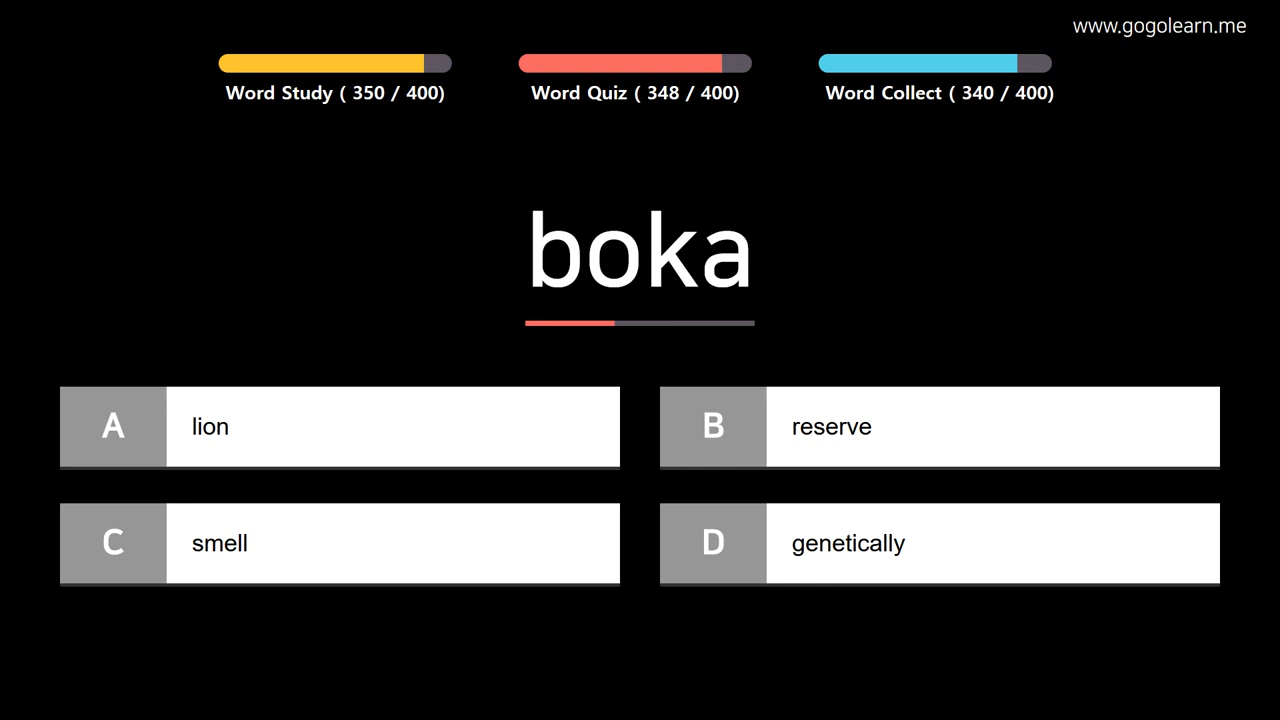 www.gogolearn.me
Word Study ( 350 / 400)
Word Quiz ( 348 / 400)
Word Collect ( 340 / 400)
boka
A lion
B reserve
C smell
D genetically